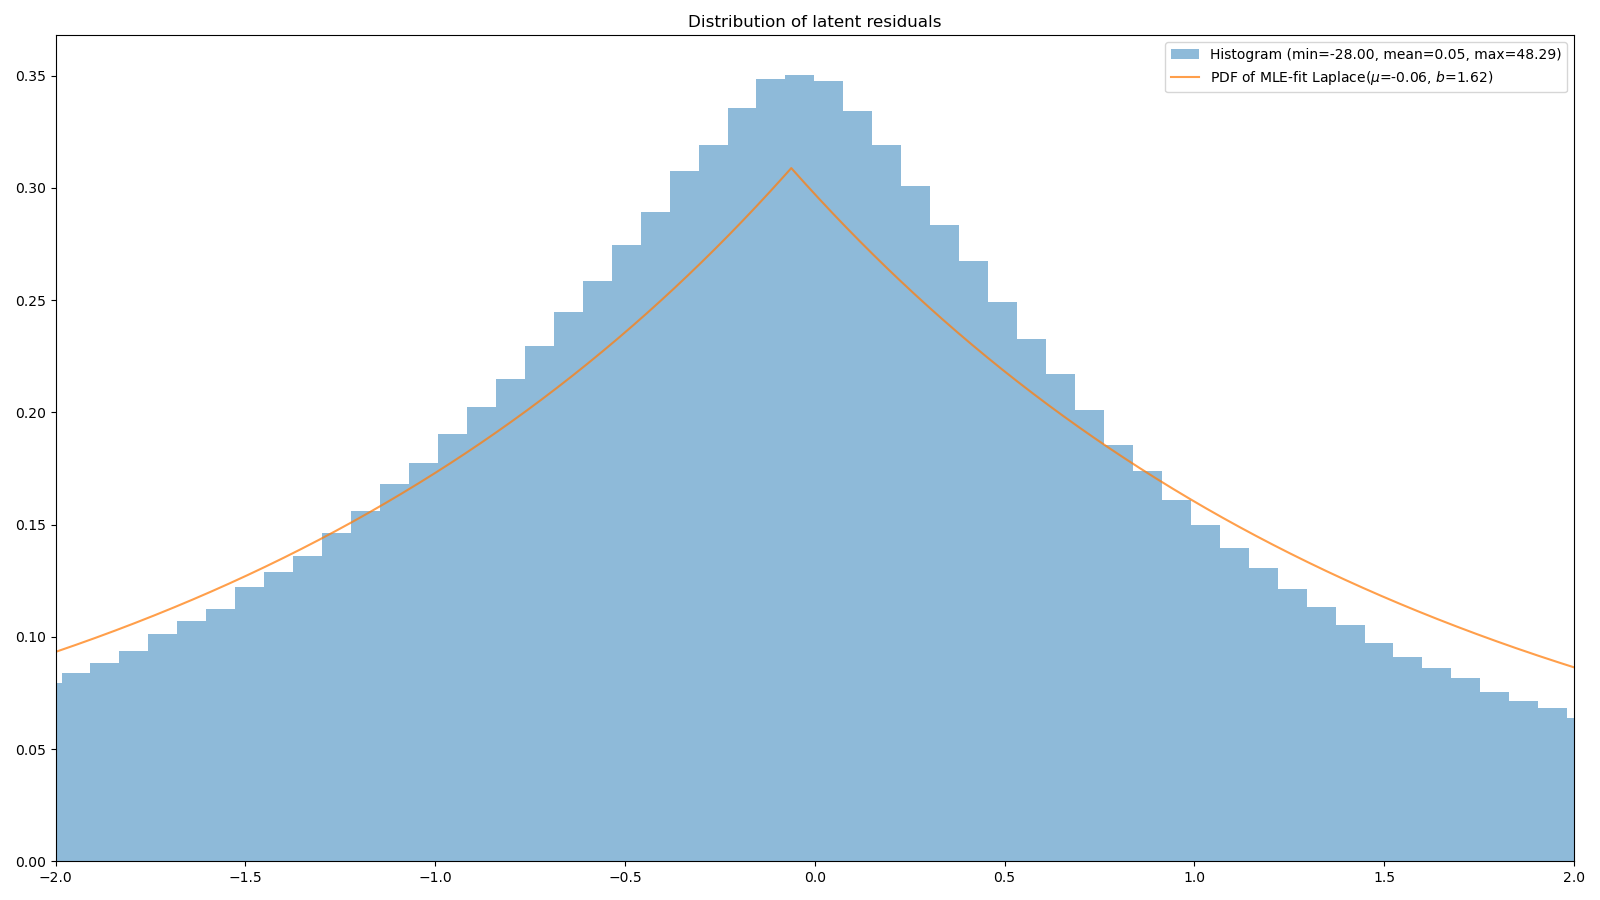 Distribution of latent residuals
Histogram (min=-28.00, mean=0.05, max=48.29)
PDF of MLE-fit Laplace(μ=-0.06, b=1.62)
0.35
0.30
0.25
0.20
0.15
0.10
0.05
0.00
−2.0 −1.5 −1.0 −0.5 0.0 0.5 1.0 1.5 2.0